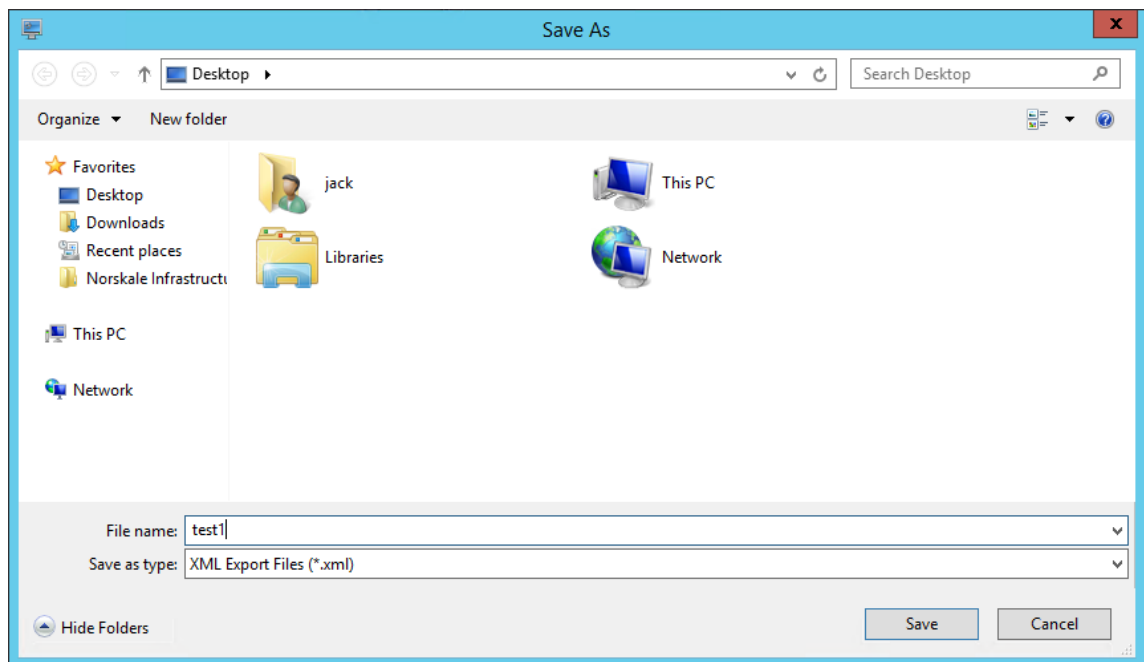 Save As
x
Desktop
Search Desktop
Organize
New folder
Favorites
Desktop
Downloads
Recent places
Norskale Infrastructu
This PC
Network
jack
This PC
Libraries
Network
File name: test1
Save as type: XML Export Files (*.xml)
Hide Folders
Save
Cancel